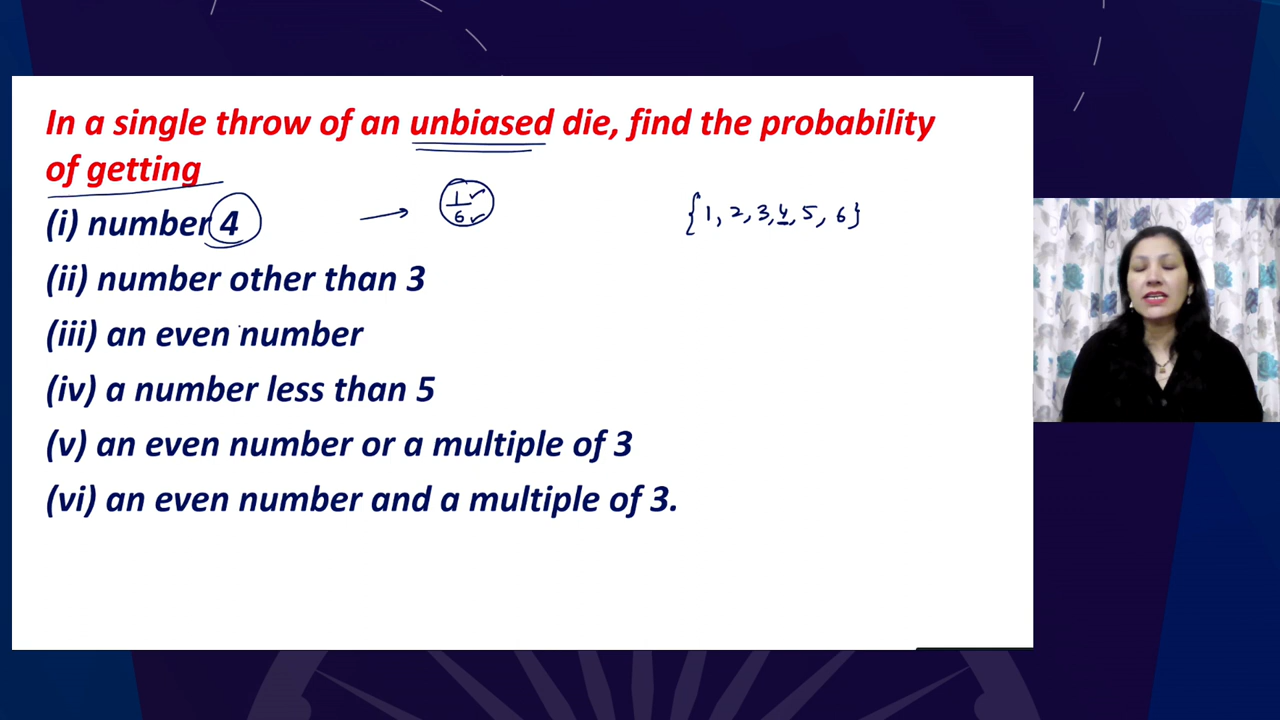 In a single throw of an unbiased die, find the probability
of getting
(i) number 4 → 1/6 {1, 2, 3, 4, 5, 6}
(ii) number other than 3
(iii) an even number
(iv) a number less than 5
(v) an even number or a multiple of 3
(vi) an even number and a multiple of 3.